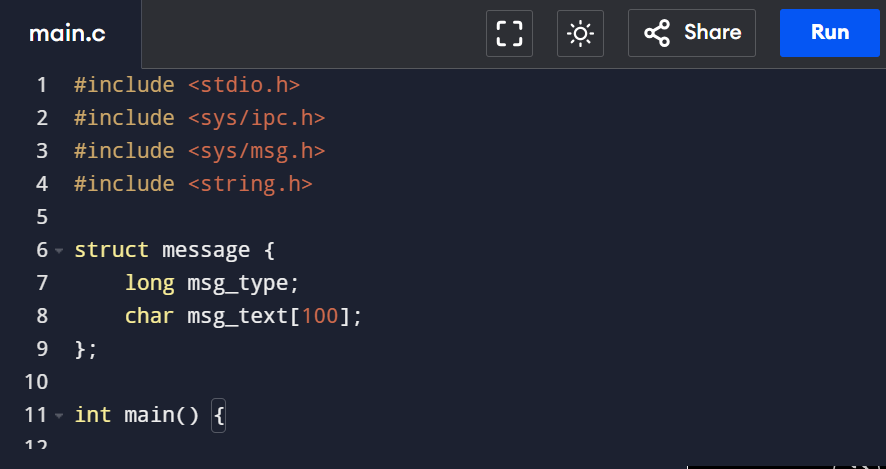 main.c
Share
Run
1 #include <stdio.h>
2 #include <sys/ipc.h>
3 #include <sys/msg.h>
4 #include <string.h>
5
6 struct message {
7     long msg_type;
8     char msg_text[100];
9 };
10
11 int main() {
12